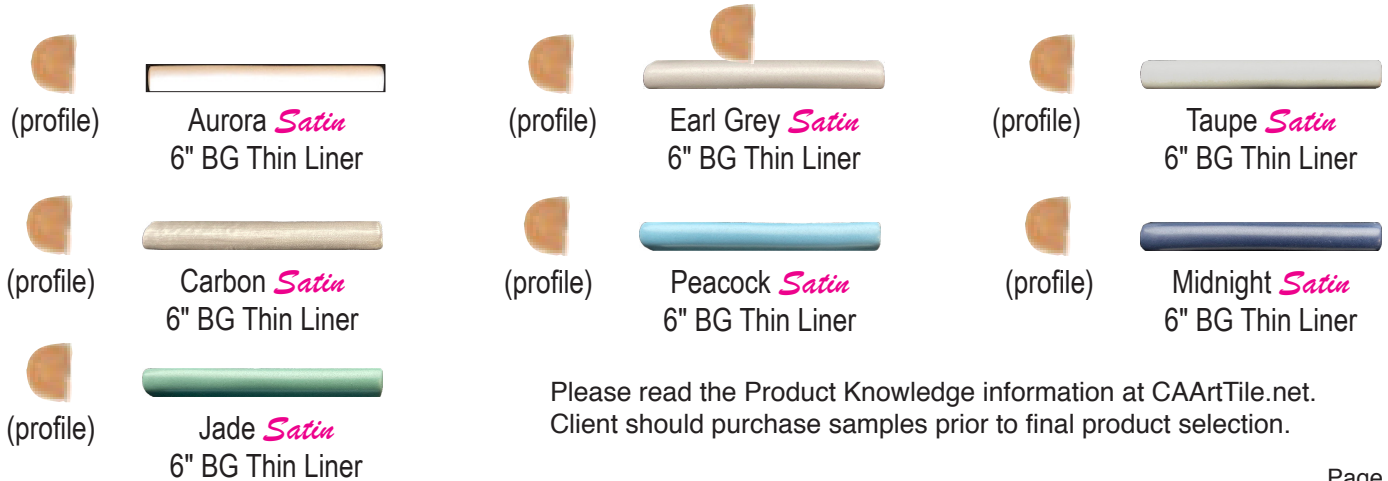 (profile)
Aurora Satin
6" BG Thin Liner
(profile)
Earl Grey Satin
6" BG Thin Liner
(profile)
Taupe Satin
6" BG Thin Liner
(profile)
Carbon Satin
6" BG Thin Liner
(profile)
Peacock Satin
6" BG Thin Liner
(profile)
Midnight Satin
6" BG Thin Liner
(profile)
Jade Satin
6" BG Thin Liner
Please read the Product Knowledge information at CAArtTile.net.
Client should purchase samples prior to final product selection.
Page